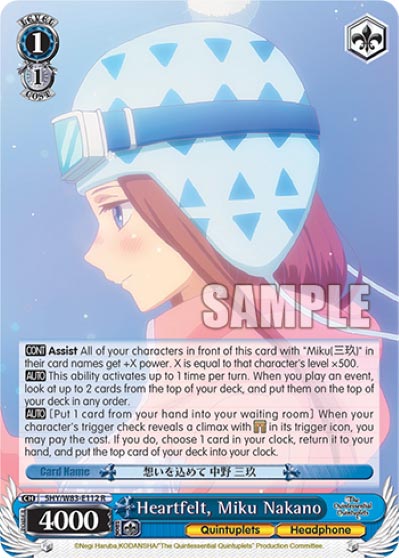 LEVEL
1
1
COST
SAMPLE
CONT Assist All of your characters in front of this card with "Miku(三玖)" in
their card names get +X power. X is equal to that character's level ×500.
AUTO This ability activates up to 1 time per turn. When you play an event,
look at up to 2 cards from the top of your deck, and put them on the top of
your deck in any order.
AUTO [Put 1 card from your hand into your waiting room] When your
character's trigger check reveals a climax with in its trigger icon, you
may pay the cost. If you do, choose 1 card in your clock, return it to your
hand, and put the top card of your deck into your clock.
Card Name 想いを込めて 中野 三玖
5HY/W83-E112 R
Heartfelt, Miku Nakano
The Quintessential Quintuplets
4000
Quintuplets Headphone
©Negi Haruba,KODANSHA/"The Quintessential Quintuplets" Production Committee.